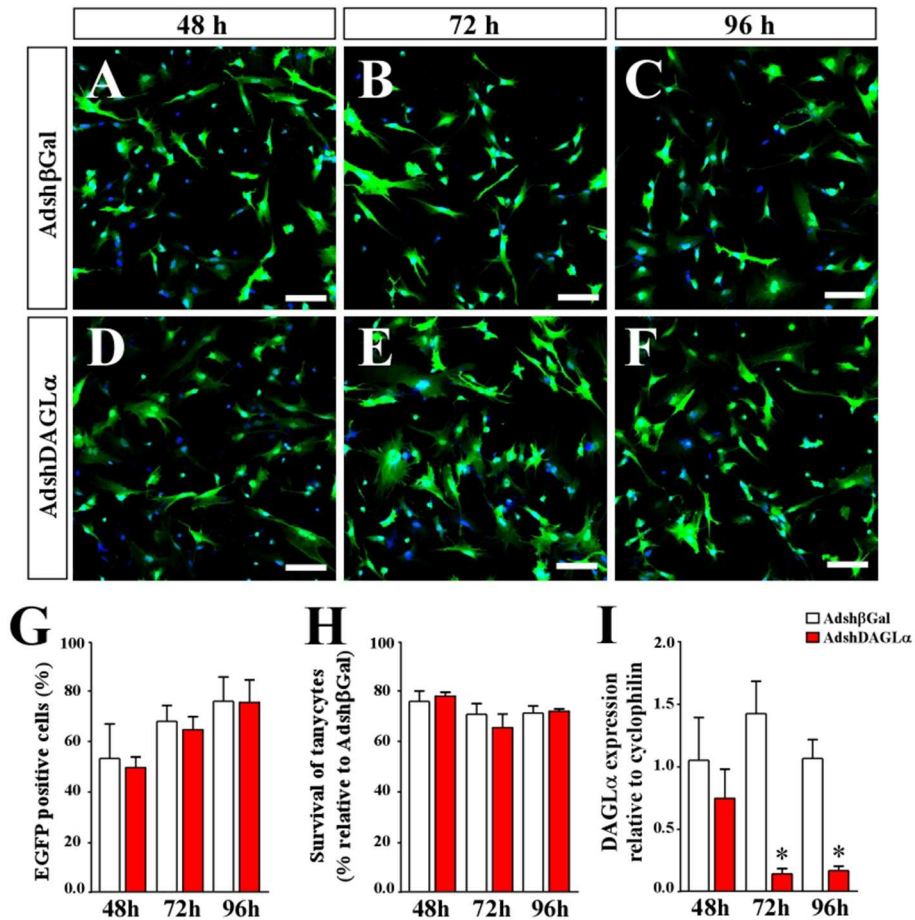 48 h 72 h 96 h
AdshβGal
A B C
AdshDAGLα
D E F
G H I
AdshβGal
AdshDAGLα
EGFP positive cells (%)
100
80
60
40
20
0.0
48h 72h 96h
Survival of tanycytes
(% relative to AdshβGal)
100
80
60
40
20
0.0
48h 72h 96h
DAGLα expression
relative to cyclophilin
2.0
1.5
1.0
0.5
0.0
* *
48h 72h 96h